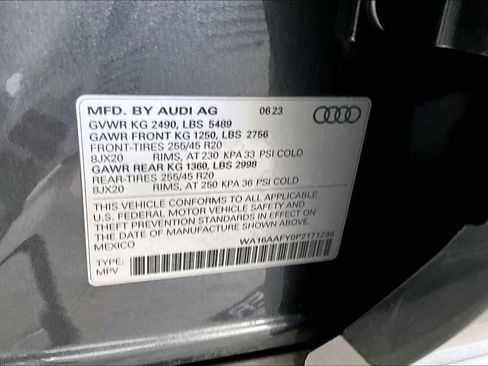 MFD. BY AUDI AG 06 23
GVWR KG 2490, LBS 5489
GAWR FRONT KG 1250, LBS 2756
FRONT-TIRES 255/45 R20
8JX20 RIMS, AT 230 KPA 33 PSI COLD
GAWR REAR KG 1360, LBS 2998
REAR-TIRES 255/45 R20
8JX20 RIMS, AT 250 KPA 36 PSI COLD
THIS VEHICLE CONFORMS TO ALL APPLICABLE
U.S. FEDERAL MOTOR VEHICLE SAFETY AND
THEFT PREVENTION STANDARDS IN EFFECT ON
THE DATE OF MANUFACTURE SHOWN ABOVE
MEXICO WA16AAFY0P2171236
TYPE:
MPV